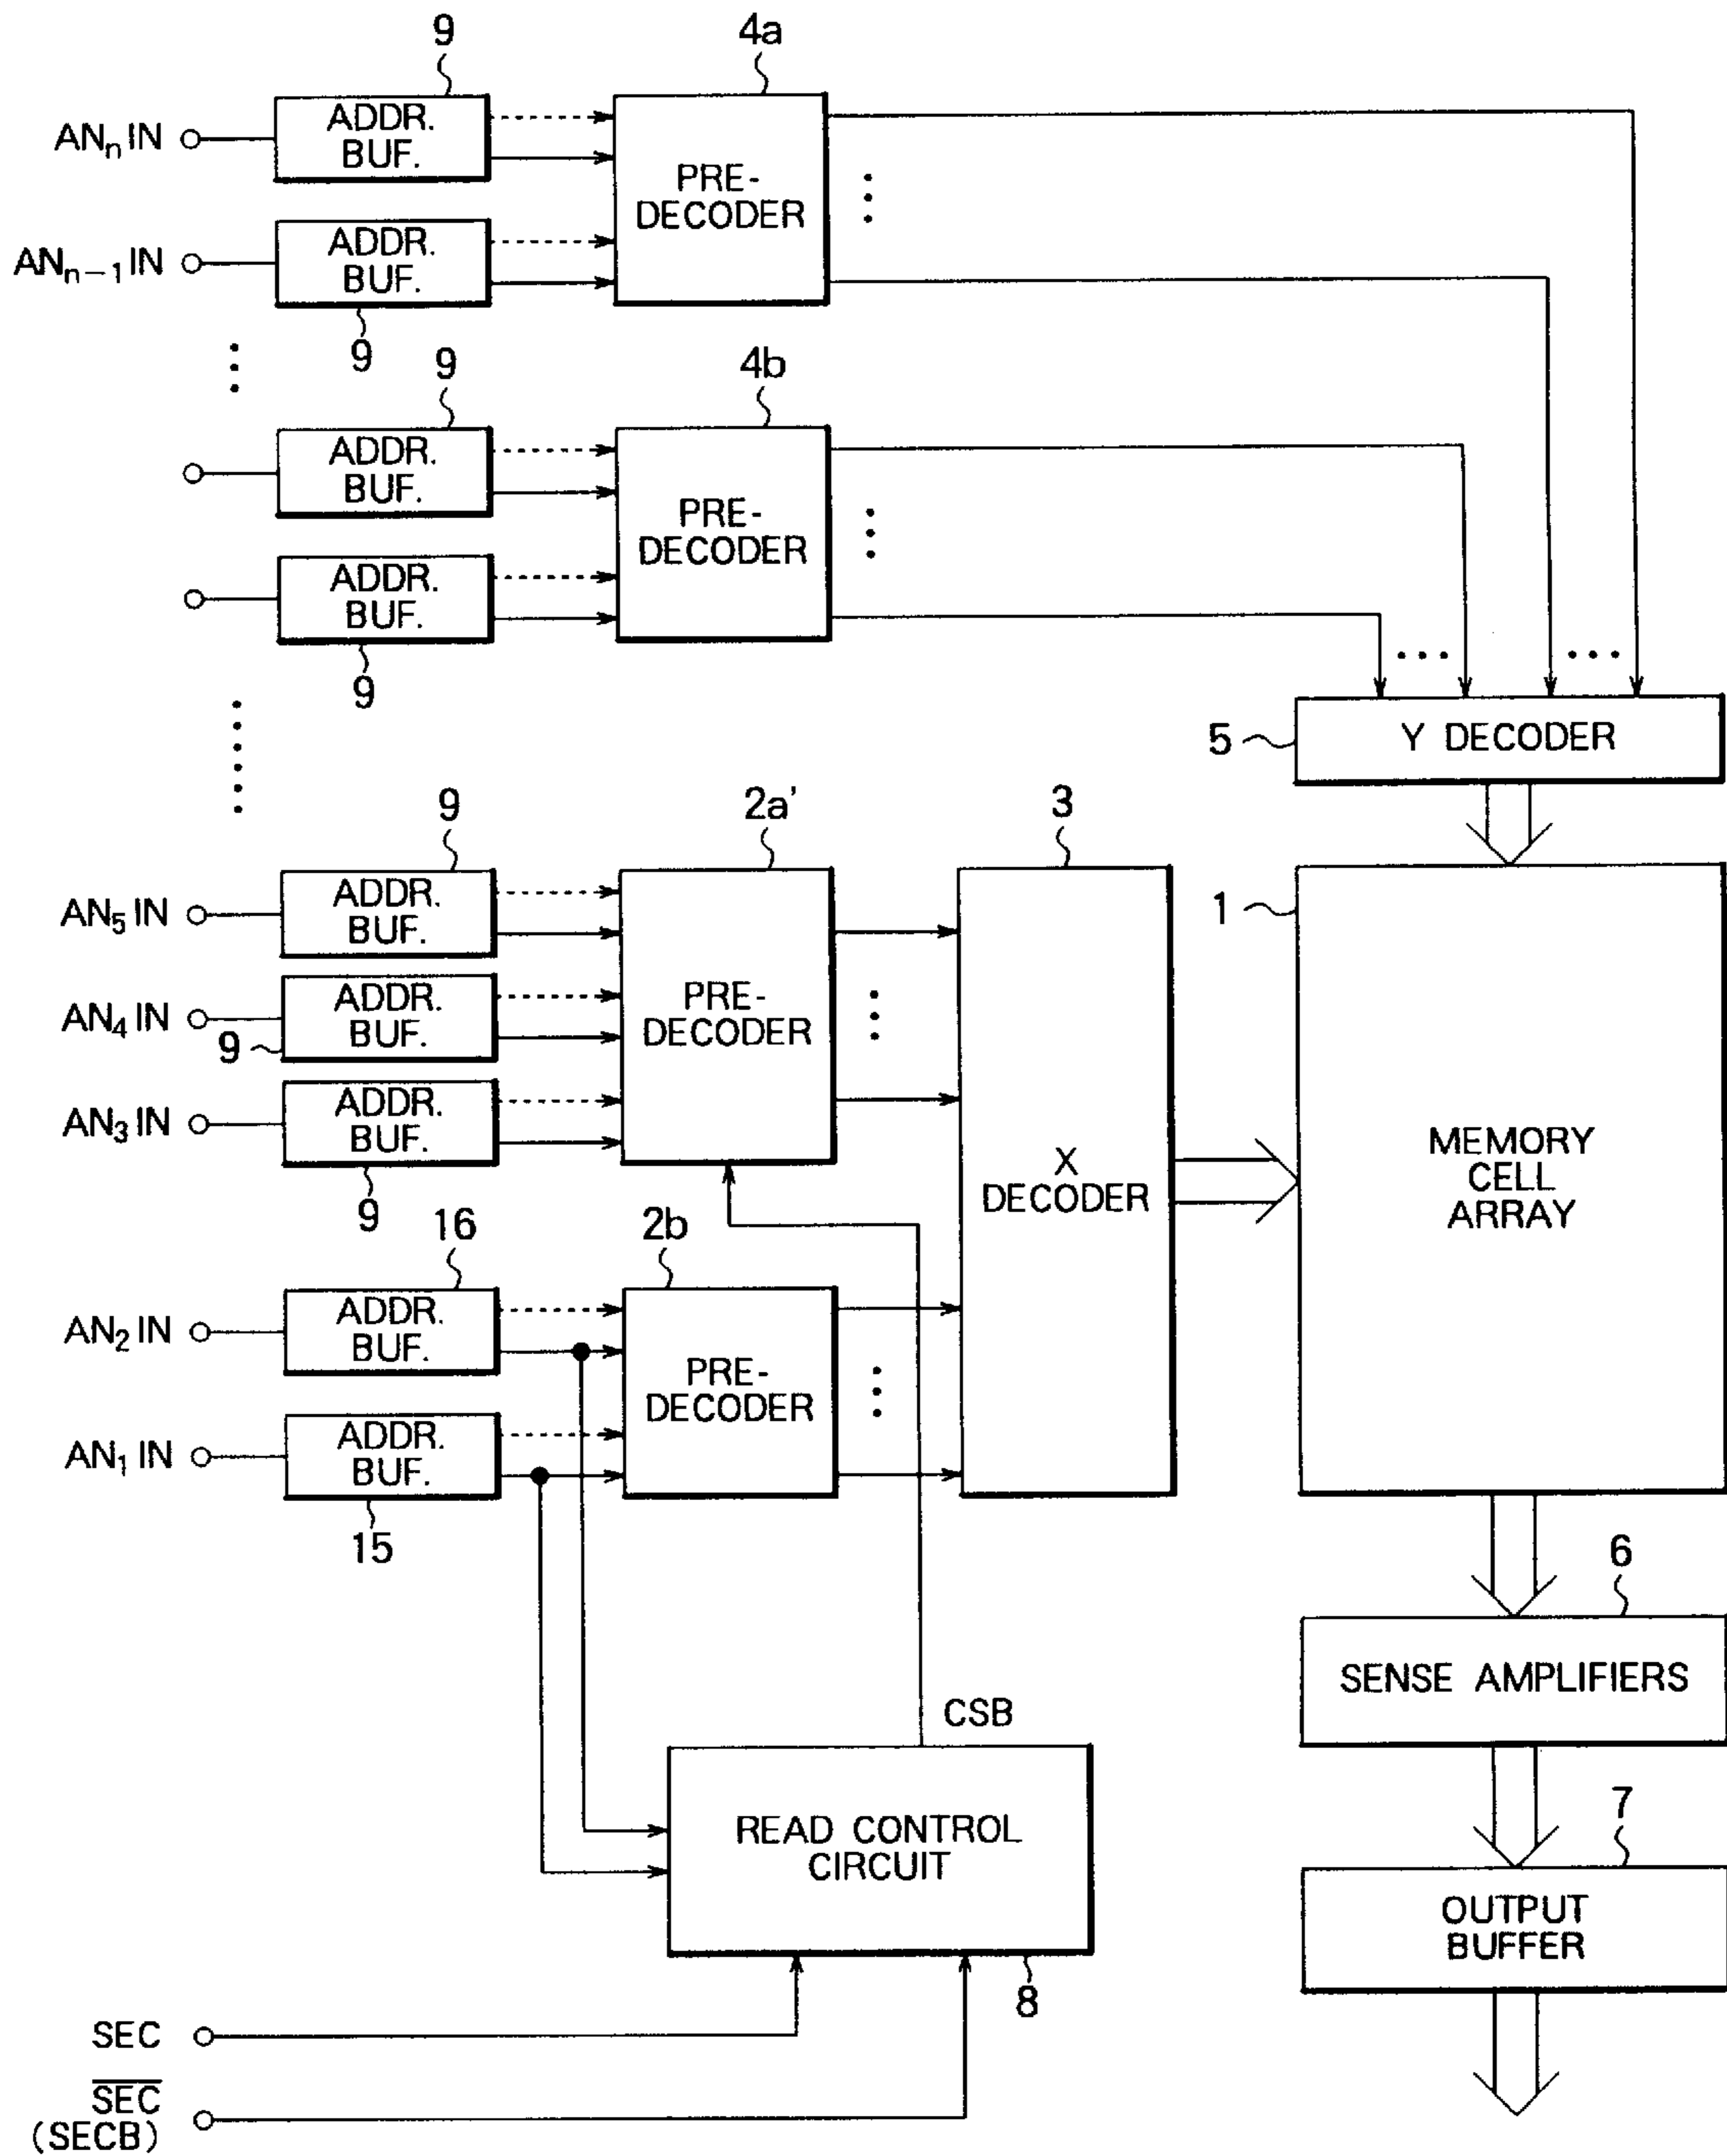 9
4a
ANn IN
ADDR.
BUF.
PRE-
DECODER
ANn−1 IN
ADDR.
BUF.
9
9
4b
ADDR.
BUF.
PRE-
DECODER
ADDR.
BUF.
9
5
Y DECODER
9
2a'
3
AN5 IN
ADDR.
BUF.
1
AN4 IN
ADDR.
BUF.
9
PRE-
DECODER
AN3 IN
ADDR.
BUF.
9
X
DECODER
MEMORY
CELL
ARRAY
16
2b
AN2 IN
ADDR.
BUF.
PRE-
DECODER
AN1 IN
ADDR.
BUF.
15
6
SENSE AMPLIFIERS
CSB
READ CONTROL
CIRCUIT
8
7
OUTPUT
BUFFER
SEC
S̅E̅C̅
(SECB)